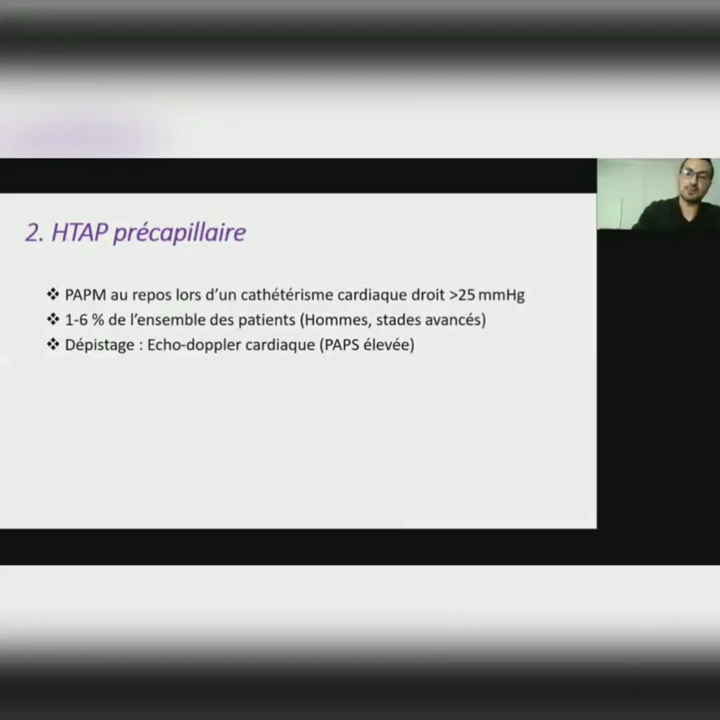 2. HTAP précapillaire
❖ PAPM au repos lors d’un cathétérisme cardiaque droit >25 mmHg
❖ 1-6 % de l’ensemble des patients (Hommes, stades avancés)
❖ Dépistage : Echo-doppler cardiaque (PAPS élevée)